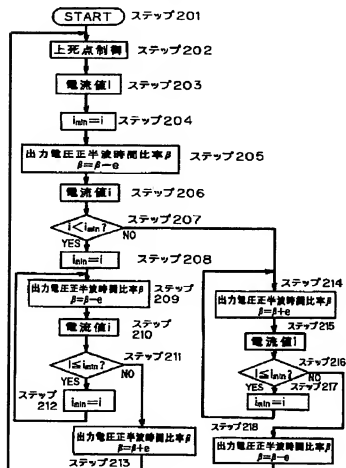 START ステップ201
上死点制御 ステップ202
電流値i ステップ203
imin=i ステップ204
出力電圧正半波時間比率β ステップ205
β=β-e
電流値i ステップ206
i<imin? ステップ207
YES NO
imin=i ステップ208
出力電圧正半波時間比率β ステップ209
β=β-e
電流値i ステップ210
i≦imin? ステップ211
YES NO
ステップ212 imin=i
出力電圧正半波時間比率β
β=β+e
ステップ213
ステップ214
出力電圧正半波時間比率β
β=β+e
ステップ215
電流値i
ステップ216
i≦imin?
YES ステップ217 NO
imin=i
ステップ218
出力電圧正半波時間比率β
β=β-e